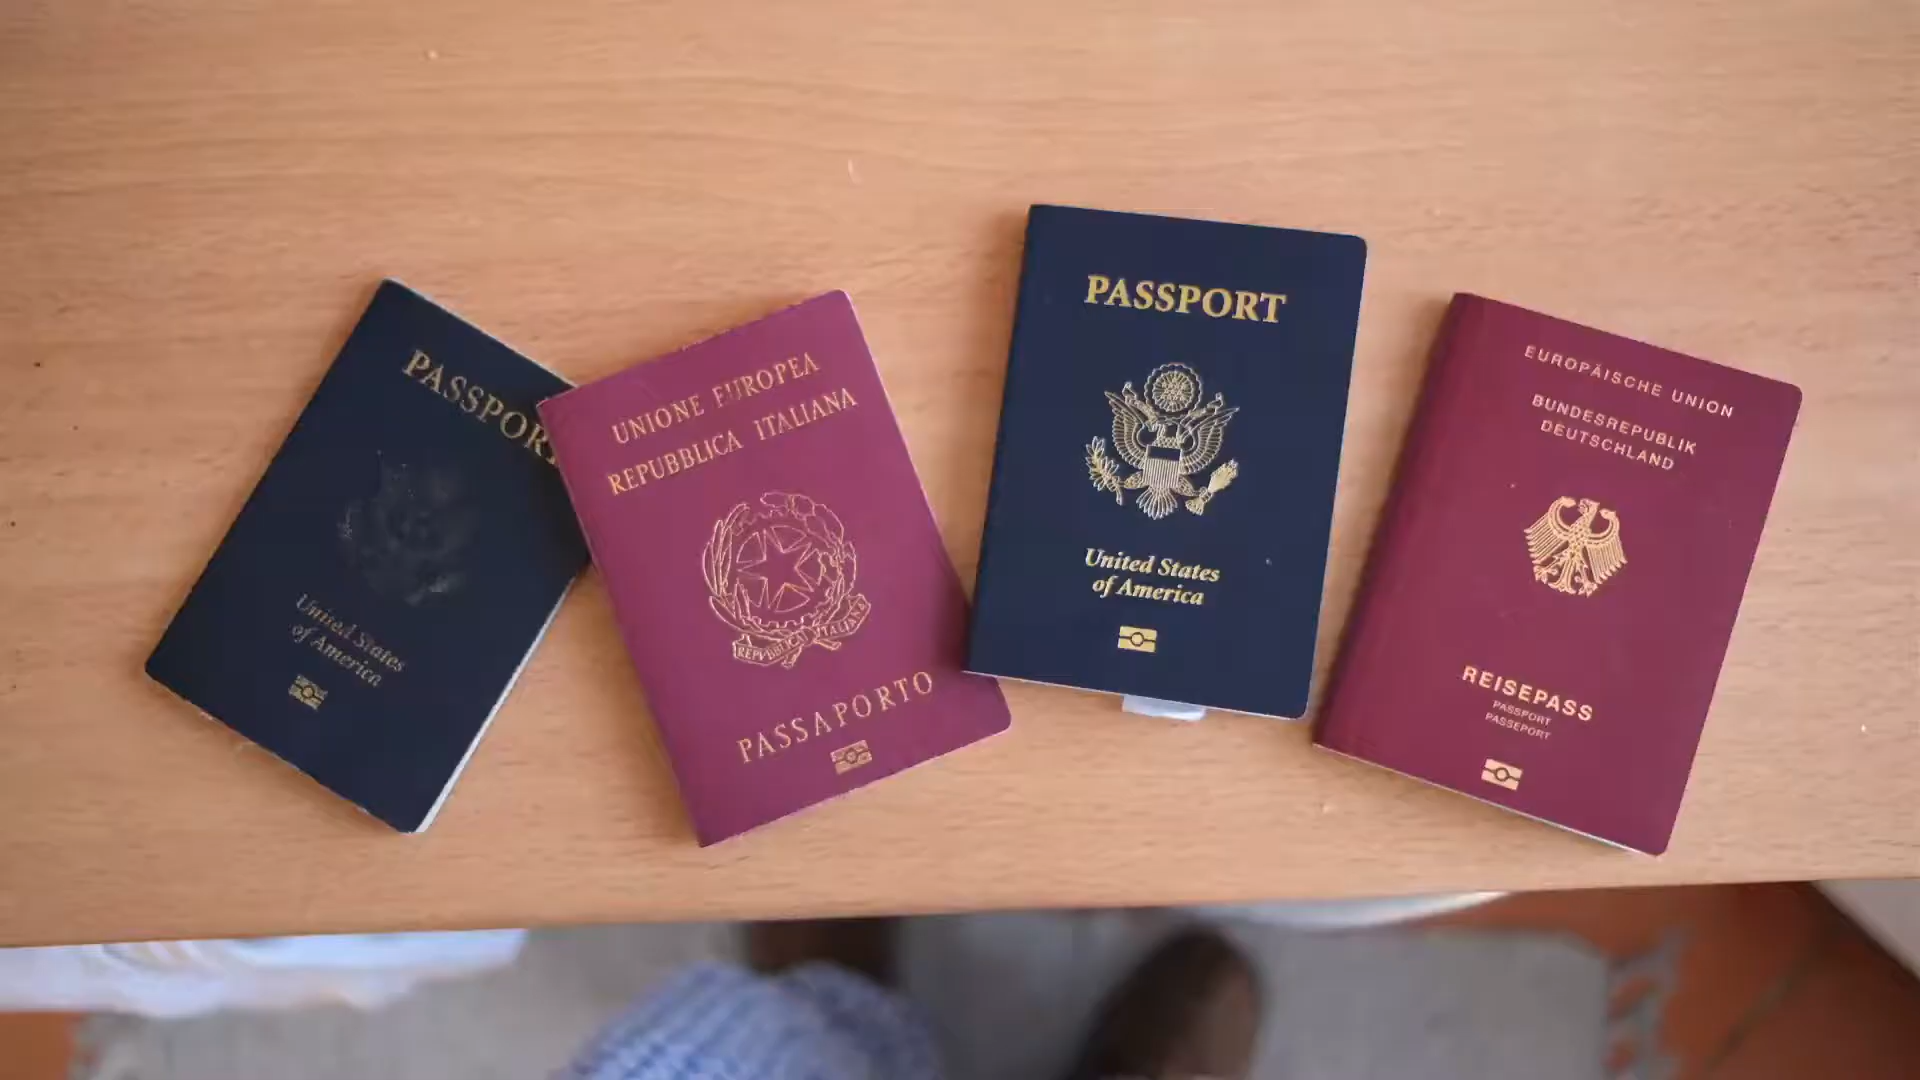 PASSPORT
United States
of America
UNIONE EUROPEA
REPUBBLICA ITALIANA
REPVBBLICA ITALIANA
PASSAPORTO
PASSPORT
United States
of America
EUROPÄISCHE UNION
BUNDESREPUBLIK
DEUTSCHLAND
REISEPASS
PASSPORT
PASSEPORT